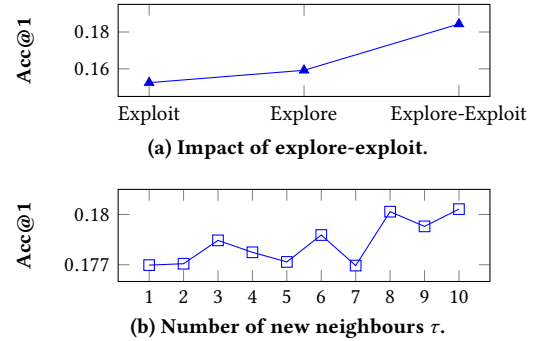 Acc@1
0.18
0.16
Exploit Explore Explore-Exploit
(a) Impact of explore-exploit.
Acc@1
0.18
0.177
1 2 3 4 5 6 7 8 9 10
(b) Number of new neighbours τ.